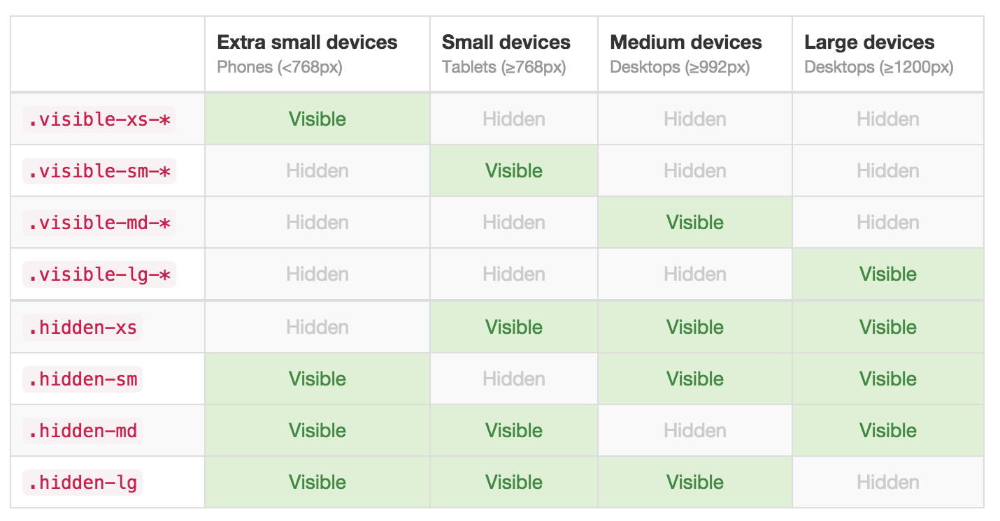 Extra small devices Small devices Medium devices Large devices
Phones (<768px) Tablets (≥768px) Desktops (≥992px) Desktops (≥1200px)
.visible-xs-* Visible Hidden Hidden Hidden
.visible-sm-* Hidden Visible Hidden Hidden
.visible-md-* Hidden Hidden Visible Hidden
.visible-lg-* Hidden Hidden Hidden Visible
.hidden-xs Hidden Visible Visible Visible
.hidden-sm Visible Hidden Visible Visible
.hidden-md Visible Visible Hidden Visible
.hidden-lg Visible Visible Visible Hidden